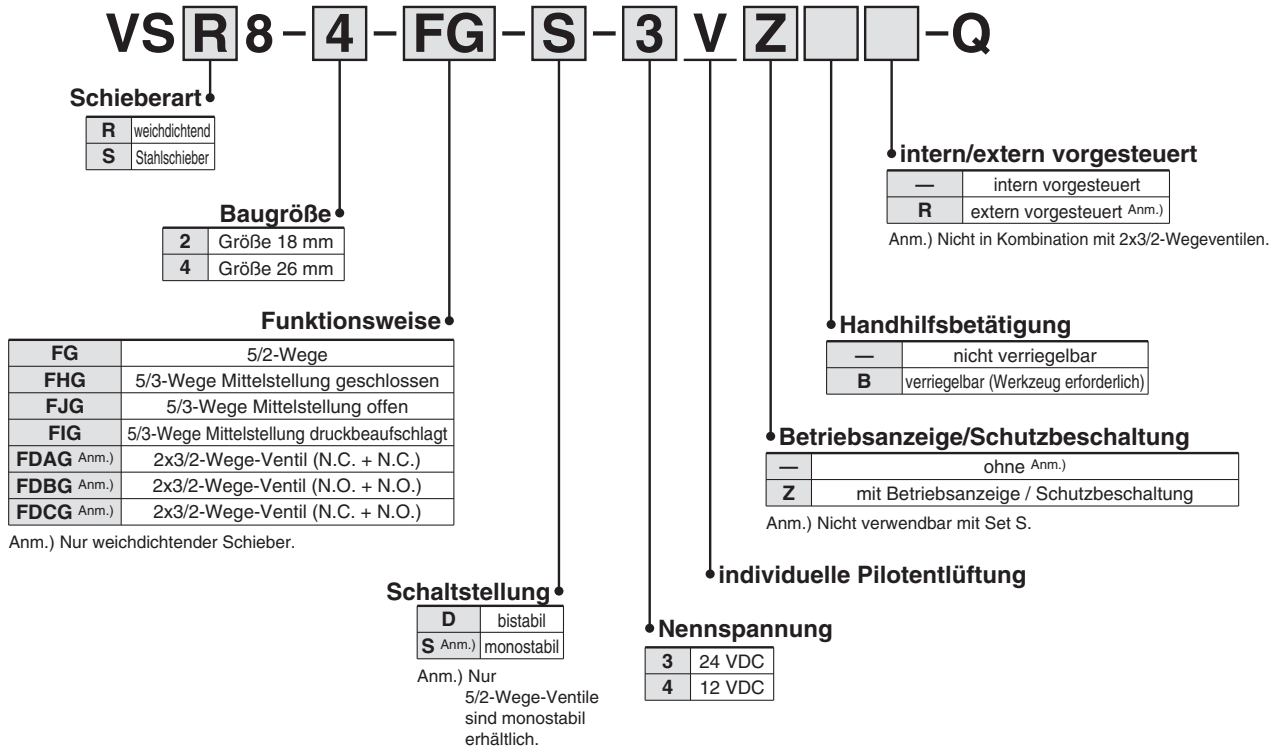 VS R 8 – 4 – FG – S – 3 V Z –Q
Schieberart
R weichdichtend
S Stahlschieber
Baugröße
2 Größe 18 mm
4 Größe 26 mm
Funktionsweise
FG 5/2-Wege
FHG 5/3-Wege Mittelstellung geschlossen
FJG 5/3-Wege Mittelstellung offen
FIG 5/3-Wege Mittelstellung druckbeaufschlagt
FDAG Anm.) 2x3/2-Wege-Ventil (N.C. + N.C.)
FDBG Anm.) 2x3/2-Wege-Ventil (N.O. + N.O.)
FDCG Anm.) 2x3/2-Wege-Ventil (N.C. + N.O.)
Anm.) Nur weichdichtender Schieber.
Schaltstellung
D bistabil
S Anm.) monostabil
Anm.) Nur
5/2-Wege-Ventile
sind monostabil
erhältlich.
Nennspannung
3 24 VDC
4 12 VDC
individuelle Pilotentlüftung
Betriebsanzeige/Schutzbeschaltung
— ohne Anm.)
Z mit Betriebsanzeige / Schutzbeschaltung
Anm.) Nicht verwendbar mit Set S.
Handhilfsbetätigung
— nicht verriegelbar
B verriegelbar (Werkzeug erforderlich)
intern/extern vorgesteuert
— intern vorgesteuert
R extern vorgesteuert Anm.)
Anm.) Nicht in Kombination mit 2x3/2-Wegeventilen.